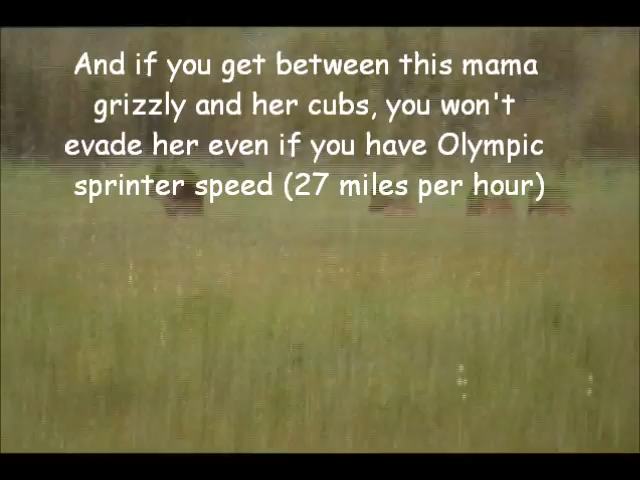 And if you get between this mama
grizzly and her cubs, you won't
evade her even if you have Olympic
sprinter speed (27 miles per hour)